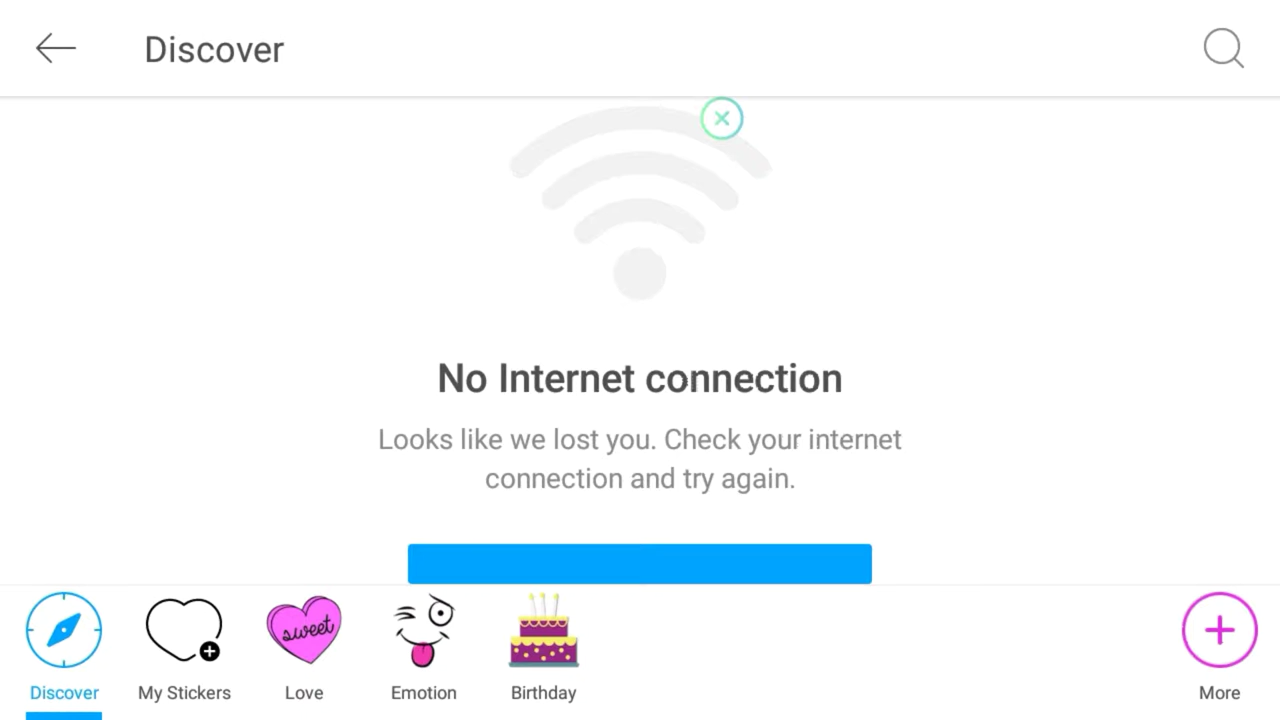 Discover
No Internet connection
Looks like we lost you. Check your internet
connection and try again.
sweet
Discover
My Stickers
Love
Emotion
Birthday
More